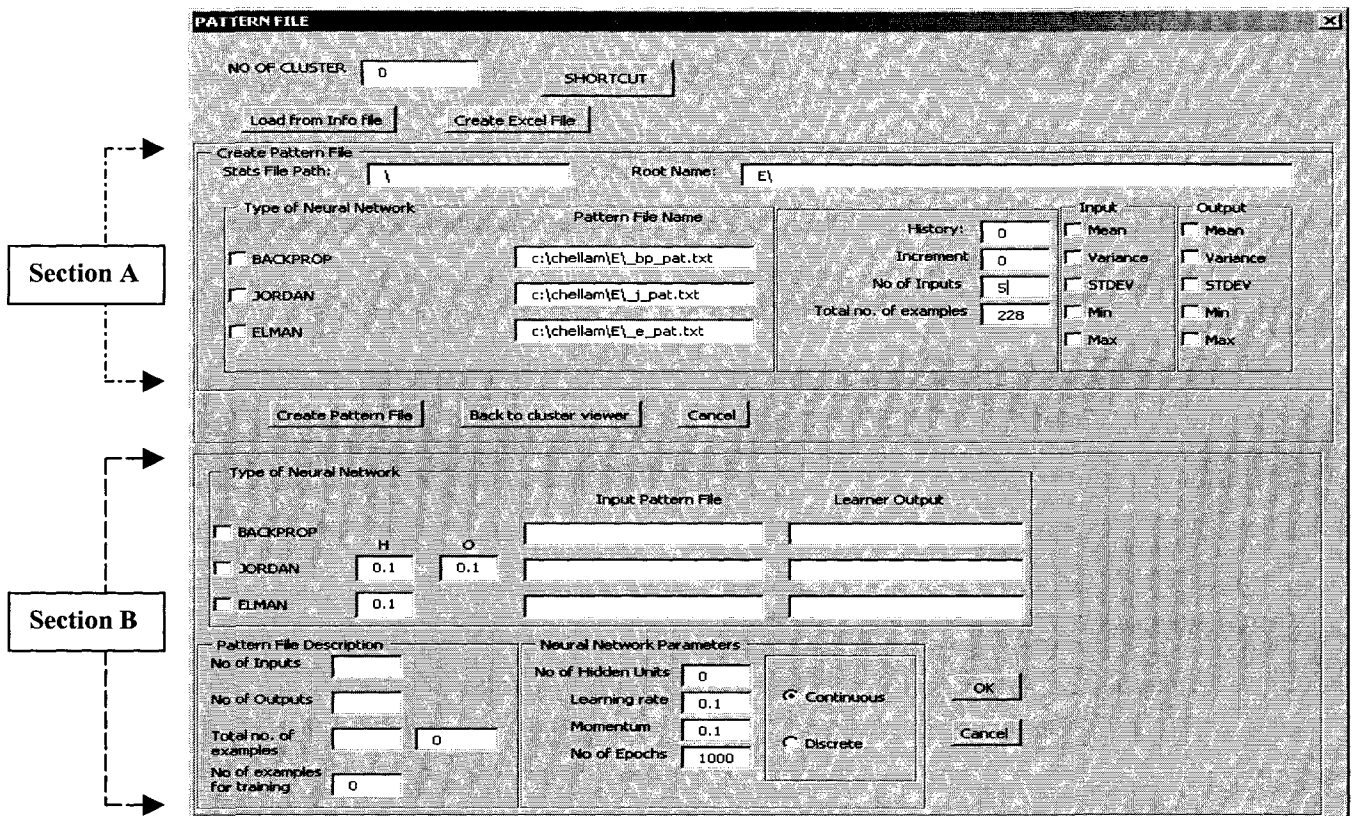 PATTERN FILE
NO OF CLUSTER 0 SHORTCUT
Load from Info file Create Excel File
Create Pattern File
Stats File Path: \ Root Name: E\
Type of Neural Network Pattern File Name
BACKPROP c:\chellam\E\_bp_pat.txt
JORDAN c:\chellam\E\_j_pat.txt
ELMAN c:\chellam\E\_e_pat.txt
History: 0
Increment 0
No of Inputs 5
Total no. of examples 228
Input
Mean
Variance
STDEV
Min
Max
Output
Mean
Variance
STDEV
Min
Max
Section A
Create Pattern File Back to cluster viewer Cancel
Type of Neural Network
Input Pattern File Learner Output
BACKPROP
H O
JORDAN 0.1 0.1
ELMAN 0.1
Section B
Pattern File Description
No of Inputs
No of Outputs
Total no. of
examples 0
No of examples
for training 0
Neural Network Parameters
No of Hidden Units 0
Learning rate 0.1
Momentum 0.1
No of Epochs 1000
Continuous
Discrete
OK
Cancel